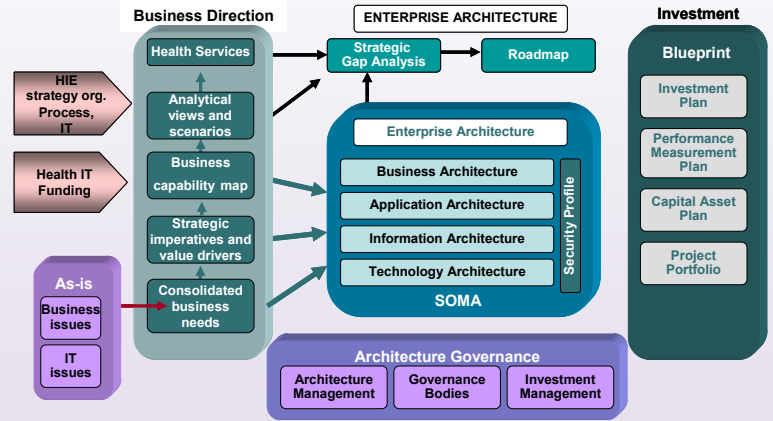 Business Direction
ENTERPRISE ARCHITECTURE
Investment
Health Services
Strategic
Gap Analysis
Roadmap
Blueprint
HIE
strategy org.
Process,
IT
Analytical
views and
scenarios
Investment
Plan
Enterprise Architecture
Performance
Measurement
Plan
Health IT
Funding
Business
capability map
Business Architecture
Application Architecture
Information Architecture
Technology Architecture
Security Profile
SOMA
Capital Asset
Plan
Strategic
imperatives and
value drivers
Project
Portfolio
As-is
Business
issues
IT
issues
Consolidated
business
needs
Architecture Governance
Architecture
Management
Governance
Bodies
Investment
Management